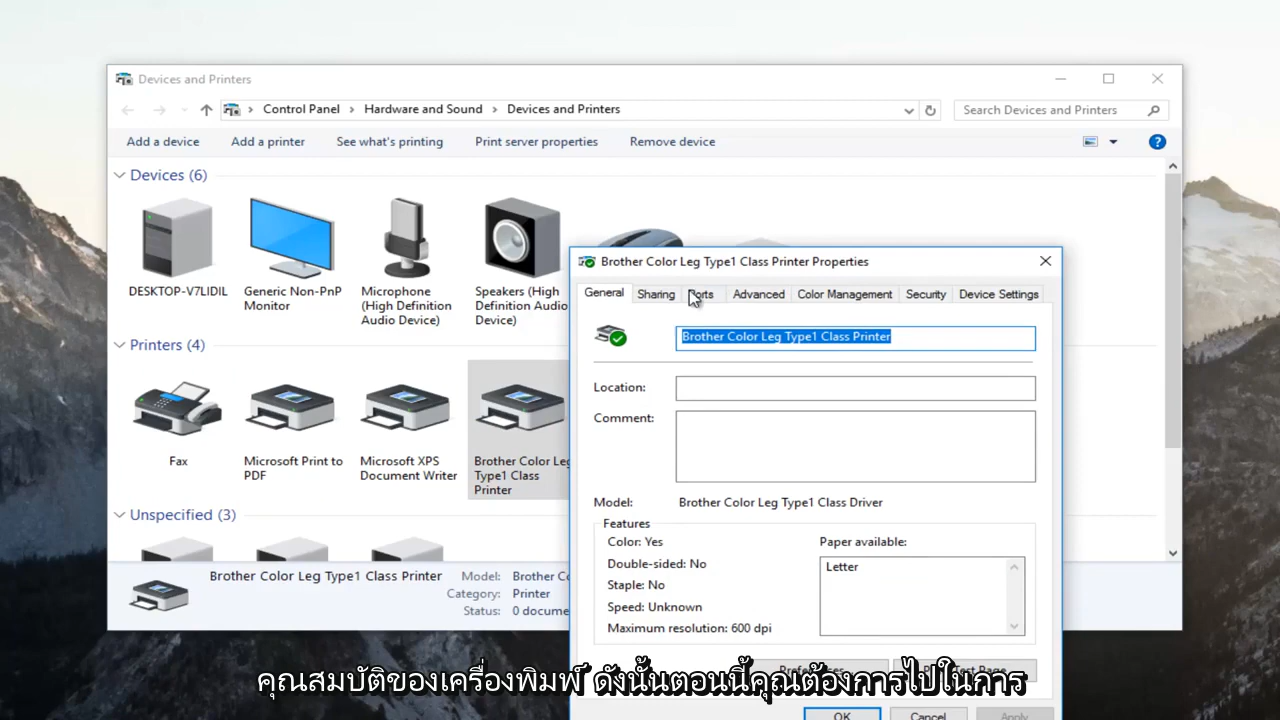 Devices and Printers
Control Panel > Hardware and Sound > Devices and Printers
Search Devices and Printers
Add a device Add a printer See what's printing Print server properties Remove device
Devices (6)
DESKTOP-V7LIDIL
Generic Non-PnP
Monitor
Microphone
(High Definition
Audio Device)
Speakers (High
Definition Audio
Device)
Printers (4)
Fax
Microsoft Print to
PDF
Microsoft XPS
Document Writer
Brother Color Leg
Type1 Class
Printer
Unspecified (3)
Brother Color Leg Type1 Class Printer
Model: Brother Co
Category: Printer
Status: 0 docume
Brother Color Leg Type1 Class Printer Properties
General Sharing Ports Advanced Color Management Security Device Settings
Brother Color Leg Type1 Class Printer
Location:
Comment:
Model: Brother Color Leg Type1 Class Driver
Features
Color: Yes
Double-sided: No
Staple: No
Speed: Unknown
Maximum resolution: 600 dpi
Paper available:
Letter
Preferences... Print Test Page
OK Cancel Apply
คุณสมบัติของเครื่องพิมพ์ ดังนั้นตอนนี้คุณต้องการไปในการ